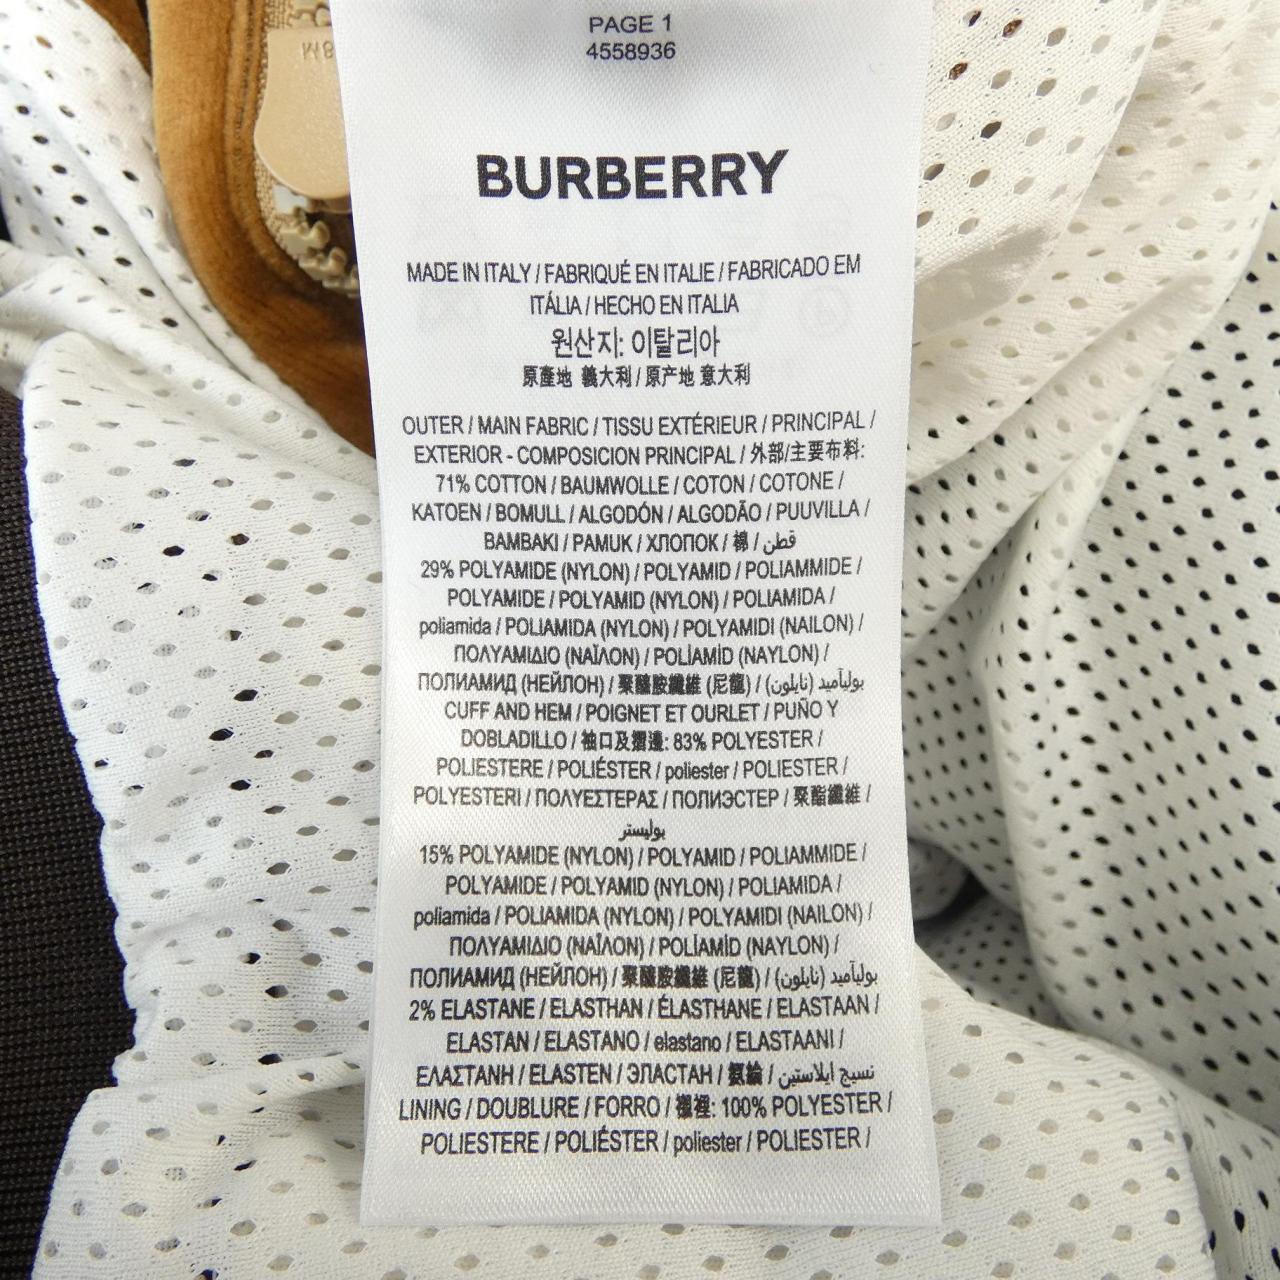 PAGE 1
4558936
BURBERRY
MADE IN ITALY / FABRIQUÉ EN ITALIE / FABRICADO EM
ITÁLIA / HECHO EN ITALIA
원산지: 이탈리아
原產地 義大利 / 原产地 意大利
OUTER / MAIN FABRIC / TISSU EXTÉRIEUR / PRINCIPAL /
EXTERIOR - COMPOSICION PRINCIPAL / 外部/主要布料:
71% COTTON / BAUMWOLLE / COTON / COTONE /
KATOEN / BOMULL / ALGODÓN / ALGODÃO / PUUVILLA /
BAMBAKI / PAMUK / ХЛОПОК / 棉 / قطن
29% POLYAMIDE (NYLON) / POLYAMID / POLIAMMIDE /
POLYAMIDE / POLYAMID (NYLON) / POLIAMIDA /
poliamida / POLIAMIDA (NYLON) / POLYAMIDI (NAILON) /
ΠΟΛΥΑΜΙΔΙΟ (ΝΑΪΛΟΝ) / POLİAMİD (NAYLON) /
ПОЛИАМИД (НЕЙЛОН) / 聚醯胺纖維 (尼龍) / بوليآميد (نايلون) /
CUFF AND HEM / POIGNET ET OURLET / PUÑO Y
DOBLADILLO / 袖口及摺邊: 83% POLYESTER /
POLIESTERE / POLIÉSTER / poliester / POLIESTER /
POLYESTERI / ΠΟΛΥΕΣΤΕΡΑΣ / ПОЛИЭСТЕР / 聚酯纖維 /
بوليستر
15% POLYAMIDE (NYLON) / POLYAMID / POLIAMMIDE /
POLYAMIDE / POLYAMID (NYLON) / POLIAMIDA /
poliamida / POLIAMIDA (NYLON) / POLYAMIDI (NAILON) /
ΠΟΛΥΑΜΙΔΙΟ (ΝΑΪΛΟΝ) / POLİAMİD (NAYLON) /
ПОЛИАМИД (НЕЙЛОН) / 聚醯胺纖維 (尼龍) / بوليآميد (نايلون) /
2% ELASTANE / ELASTHAN / ÉLASTHANE / ELASTAAN /
ELASTAN / ELASTANO / elastano / ELASTAANI /
ΕΛΑΣΤΑΝΗ / ELASTEN / ЭЛАСТАН / 氨綸 / نسيج ايلاستين
LINING / DOUBLURE / FORRO / 襯裡: 100% POLYESTER /
POLIESTERE / POLIÉSTER / poliester / POLIESTER /